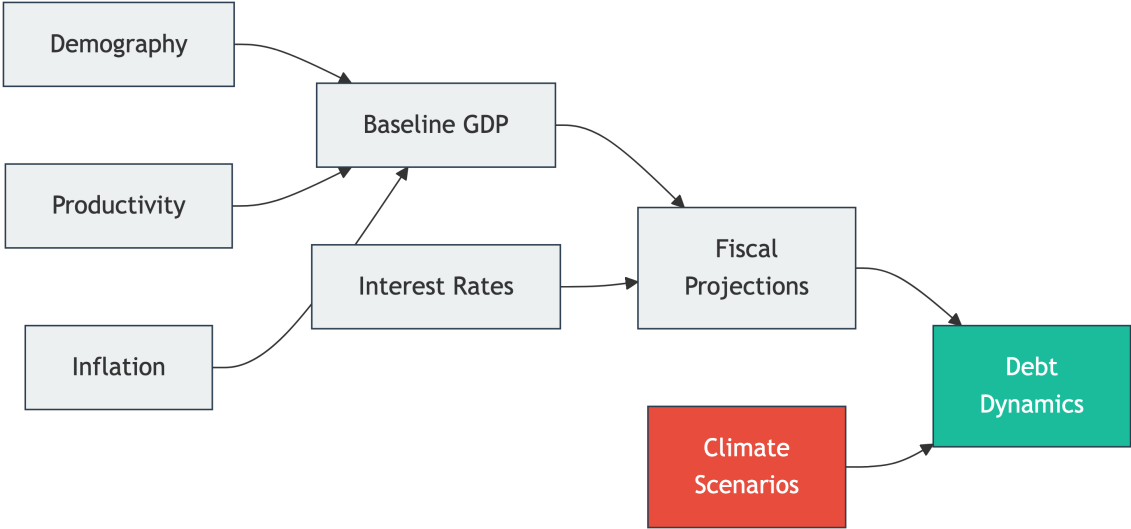 Demography
Baseline GDP
Productivity
Interest Rates
Inflation
Fiscal
Projections
Climate
Scenarios
Debt
Dynamics